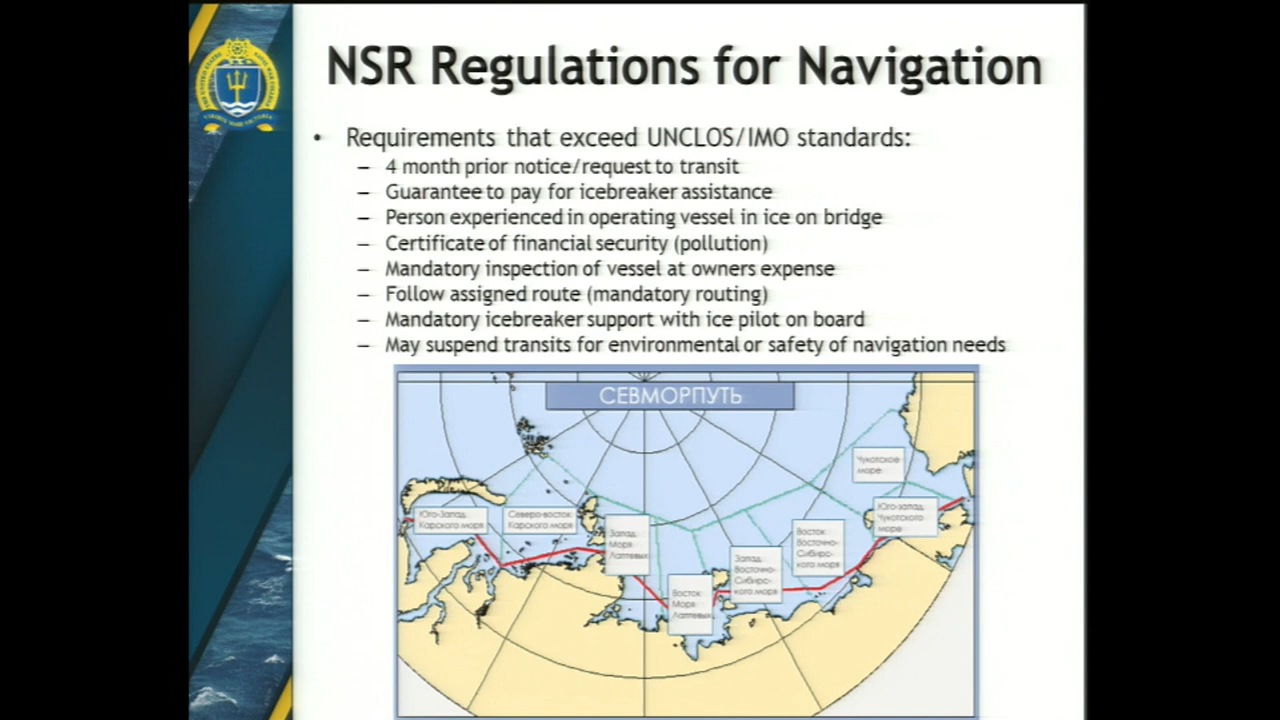 NSR Regulations for Navigation
• Requirements that exceed UNCLOS/IMO standards:
– 4 month prior notice/request to transit
– Guarantee to pay for icebreaker assistance
– Person experienced in operating vessel in ice on bridge
– Certificate of financial security (pollution)
– Mandatory inspection of vessel at owners expense
– Follow assigned route (mandatory routing)
– Mandatory icebreaker support with ice pilot on board
– May suspend transits for environmental or safety of navigation needs
СЕВМОРПУТЬ
Чукотское
море
Юго-Запад
Карского моря
Северо-восток
Карского моря
Запад
Моря
Лаптевых
Восток
Моря
Лаптевых
Запад
Восточно-
Сибирс-
кого моря
Восток
Восточно-
Сибирс-
кого моря
Юго-запад
Чукотского
моря